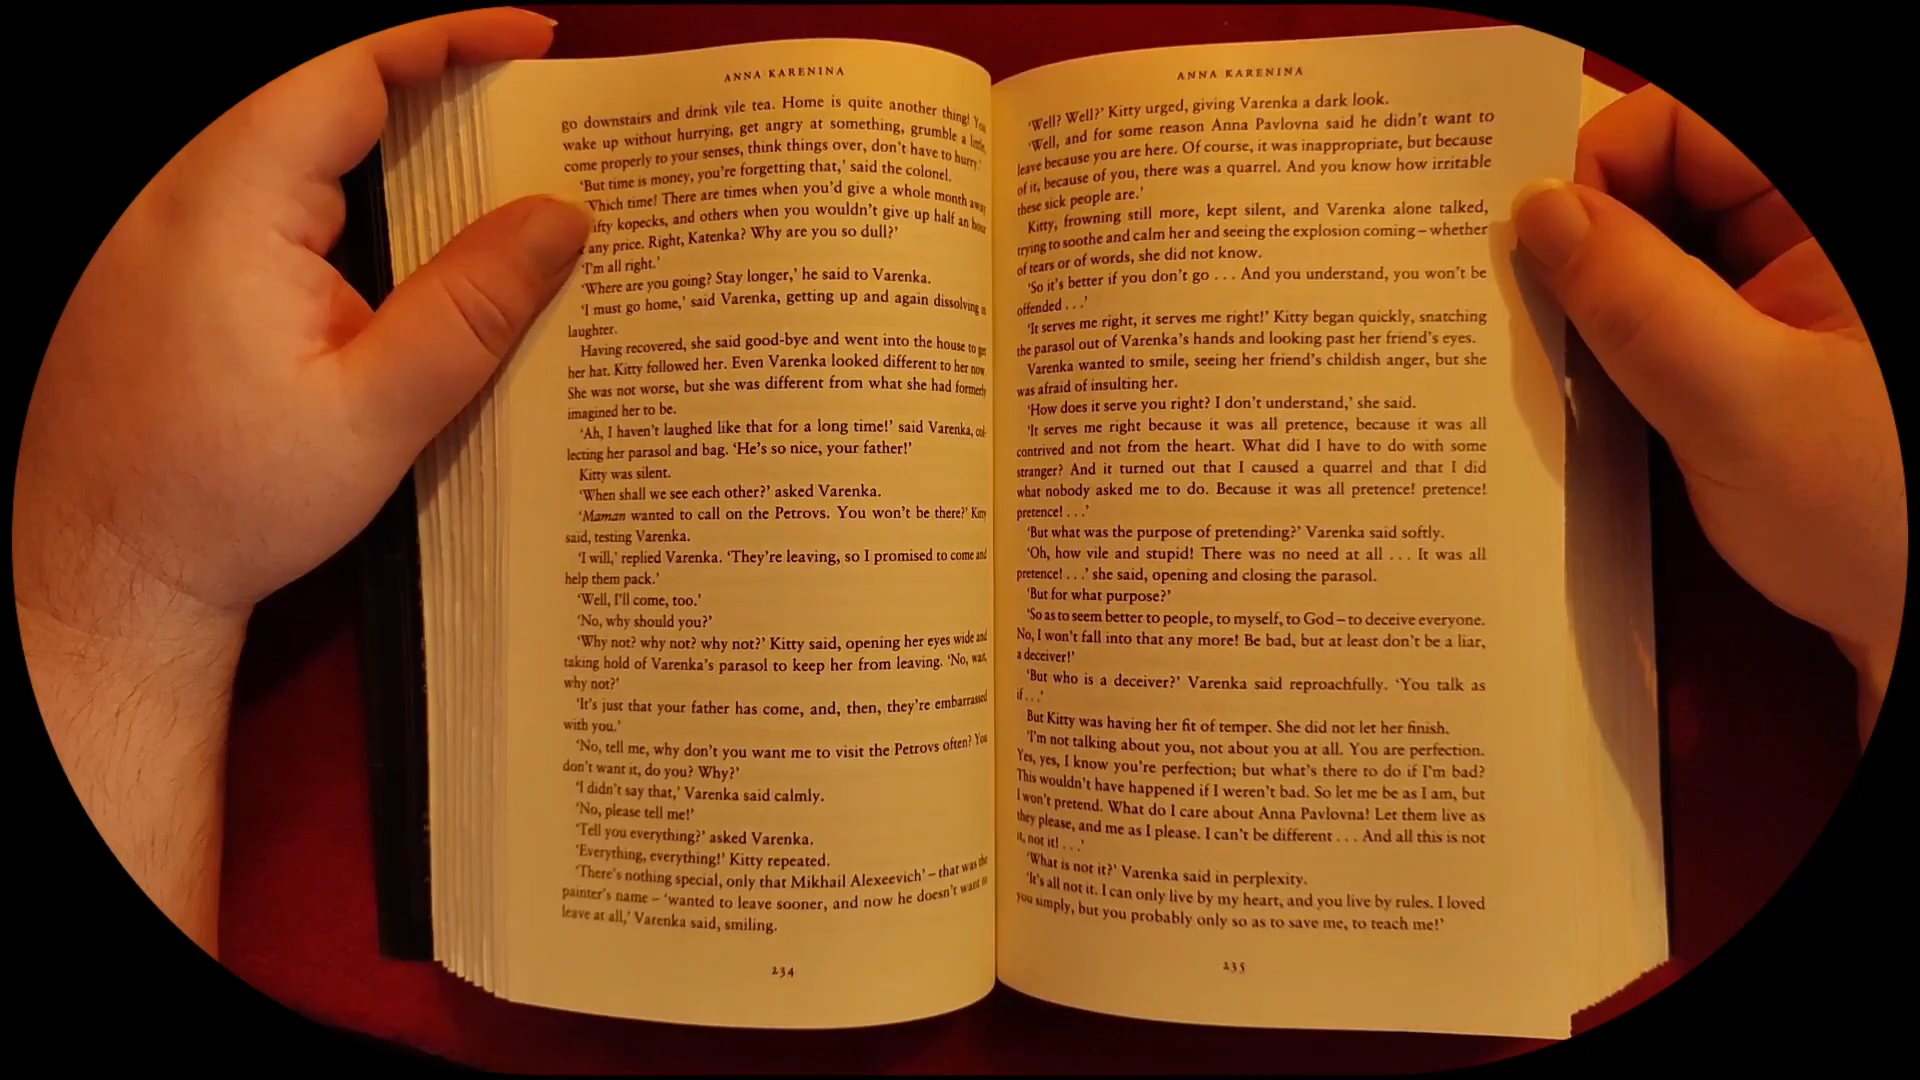 ANNA KARENINA
go downstairs and drink vile tea. Home is quite another thing! You
wake up without hurrying, get angry at something, grumble a little,
come properly to your senses, think things over, don't have to hurry.'
'But time is money, you're forgetting that,' said the colonel.
'Which time! There are times when you'd give a whole month away
fifty kopecks, and others when you wouldn't give up half an hour
any price. Right, Katenka? Why are you so dull?'
'I'm all right.'
'Where are you going? Stay longer,' he said to Varenka.
'I must go home,' said Varenka, getting up and again dissolving in
laughter.
Having recovered, she said good-bye and went into the house to get
her hat. Kitty followed her. Even Varenka looked different to her now.
She was not worse, but she was different from what she had formerly
imagined her to be.
'Ah, I haven't laughed like that for a long time!' said Varenka, col-
lecting her parasol and bag. 'He's so nice, your father!'
Kitty was silent.
'When shall we see each other?' asked Varenka.
'Maman wanted to call on the Petrovs. You won't be there?' Kitty
said, testing Varenka.
'I will,' replied Varenka. 'They're leaving, so I promised to come and
help them pack.'
'Well, I'll come, too.'
'No, why should you?'
'Why not? why not? why not?' Kitty said, opening her eyes wide and
taking hold of Varenka's parasol to keep her from leaving. 'No, wait,
why not?'
'It's just that your father has come, and, then, they're embarrassed
with you.'
'No, tell me, why don't you want me to visit the Petrovs often? You
don't want it, do you? Why?'
'I didn't say that,' Varenka said calmly.
'No, please tell me!'
'Tell you everything?' asked Varenka.
'Everything, everything!' Kitty repeated.
'There's nothing special, only that Mikhail Alexeevich' – that was the
painter's name – 'wanted to leave sooner, and now he doesn't want to
leave at all,' Varenka said, smiling.
234
ANNA KARENINA
'Well? Well?' Kitty urged, giving Varenka a dark look.
'Well, and for some reason Anna Pavlovna said he didn't want to
leave because you are here. Of course, it was inappropriate, but because
of it, because of you, there was a quarrel. And you know how irritable
these sick people are.'
Kitty, frowning still more, kept silent, and Varenka alone talked,
trying to soothe and calm her and seeing the explosion coming – whether
of tears or of words, she did not know.
'So it's better if you don't go . . . And you understand, you won't be
offended . . .'
'It serves me right, it serves me right!' Kitty began quickly, snatching
the parasol out of Varenka's hands and looking past her friend's eyes.
Varenka wanted to smile, seeing her friend's childish anger, but she
was afraid of insulting her.
'How does it serve you right? I don't understand,' she said.
'It serves me right because it was all pretence, because it was all
contrived and not from the heart. What did I have to do with some
stranger? And it turned out that I caused a quarrel and that I did
what nobody asked me to do. Because it was all pretence! pretence!
pretence! . . .'
'But what was the purpose of pretending?' Varenka said softly.
'Oh, how vile and stupid! There was no need at all . . . It was all
pretence! . . .' she said, opening and closing the parasol.
'But for what purpose?'
'So as to seem better to people, to myself, to God – to deceive everyone.
No, I won't fall into that any more! Be bad, but at least don't be a liar,
a deceiver!'
'But who is a deceiver?' Varenka said reproachfully. 'You talk as
if . . .'
But Kitty was having her fit of temper. She did not let her finish.
'I'm not talking about you, not about you at all. You are perfection.
Yes, yes, I know you're perfection; but what's there to do if I'm bad?
This wouldn't have happened if I weren't bad. So let me be as I am, but
I won't pretend. What do I care about Anna Pavlovna! Let them live as
they please, and me as I please. I can't be different . . . And all this is not
it, not it! . . .'
'What is not it?' Varenka said in perplexity.
'It's all not it. I can only live by my heart, and you live by rules. I loved
you simply, but you probably only so as to save me, to teach me!'
235